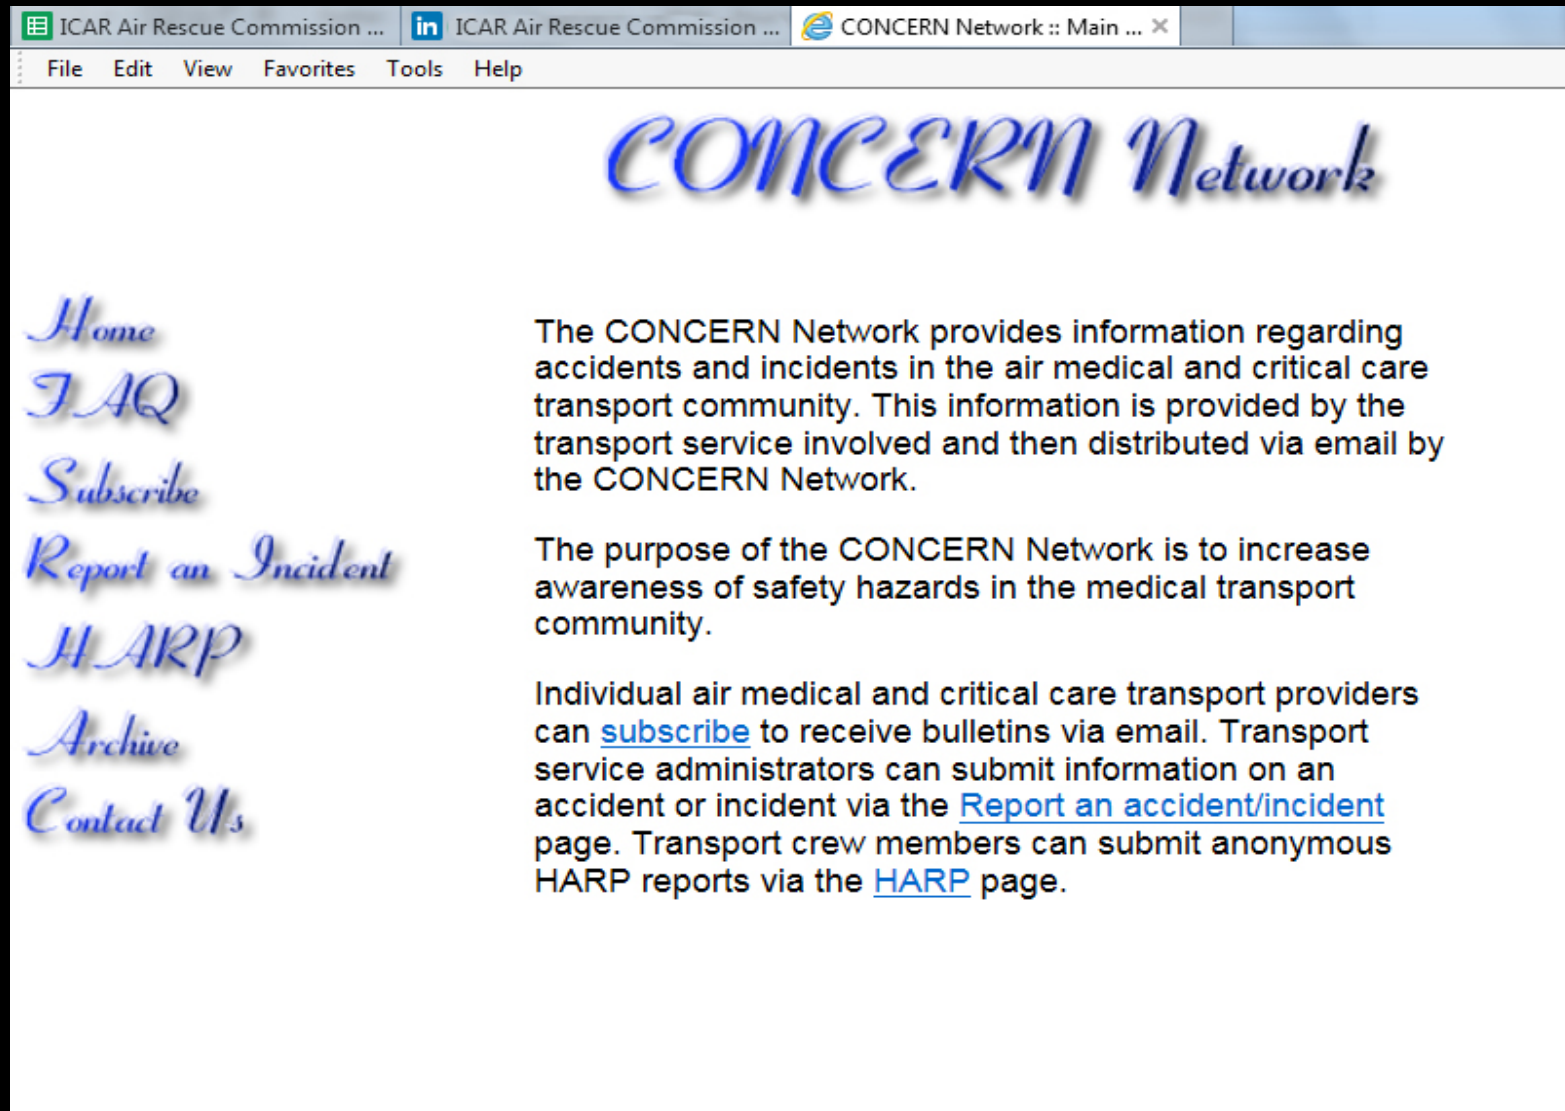 ICAR Air Rescue Commission ... ICAR Air Rescue Commission ... CONCERN Network :: Main ...
File Edit View Favorites Tools Help
CONCERN Network
Home
FAQ
Subscribe
Report an Incident
HARP
Archive
Contact Us
The CONCERN Network provides information regarding
accidents and incidents in the air medical and critical care
transport community. This information is provided by the
transport service involved and then distributed via email by
the CONCERN Network.
The purpose of the CONCERN Network is to increase
awareness of safety hazards in the medical transport
community.
Individual air medical and critical care transport providers
can subscribe to receive bulletins via email. Transport
service administrators can submit information on an
accident or incident via the Report an accident/incident
page. Transport crew members can submit anonymous
HARP reports via the HARP page.